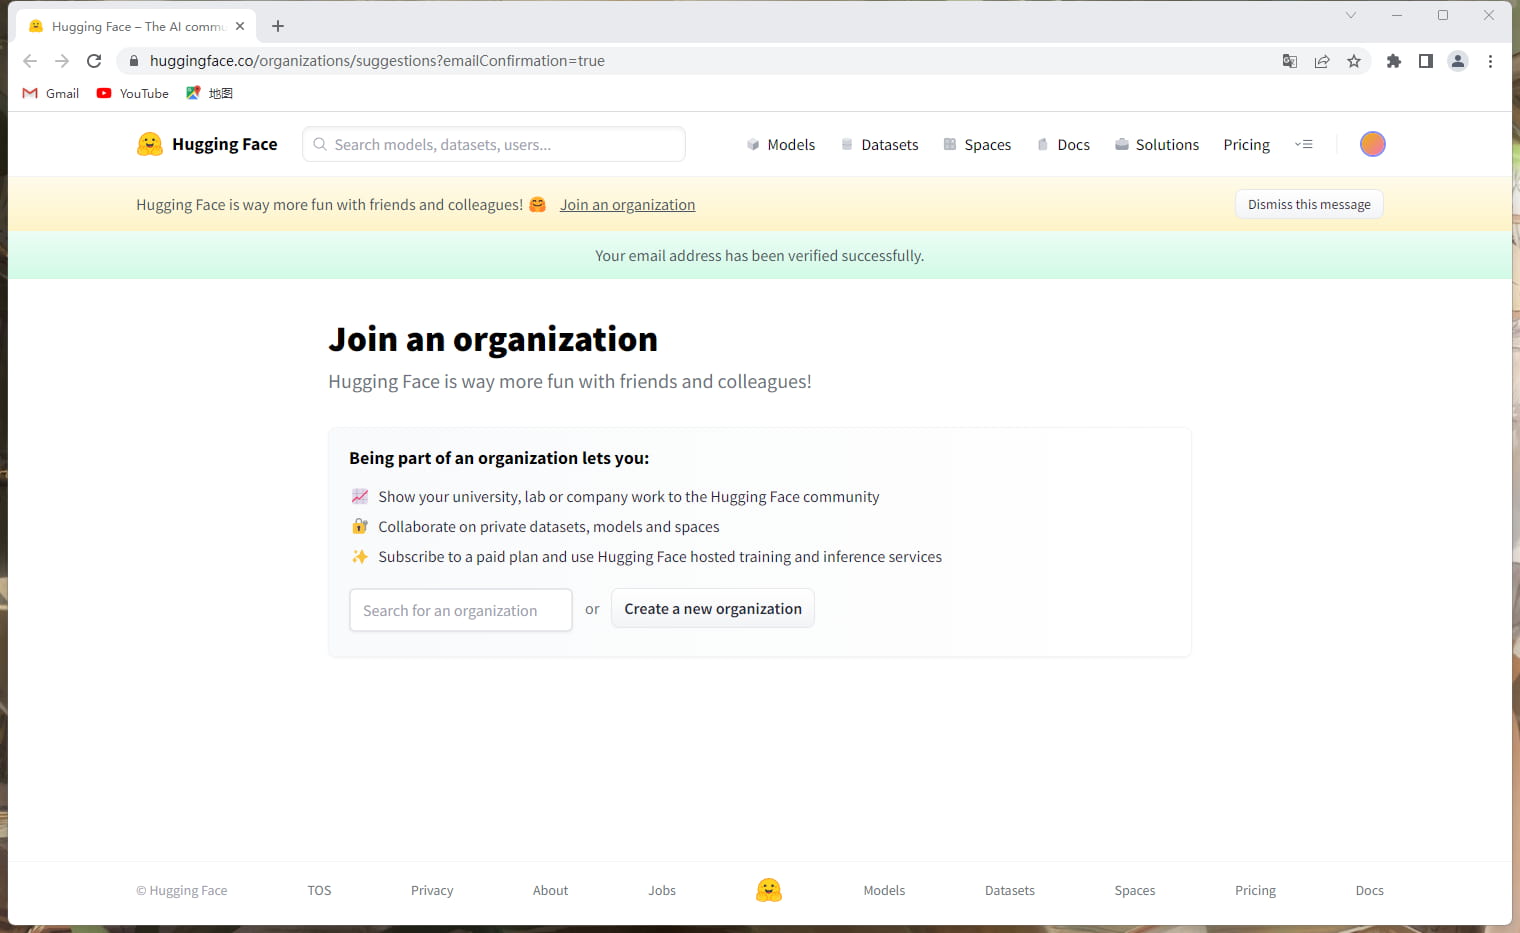 Hugging Face – The AI commu
huggingface.co/organizations/suggestions?emailConfirmation=true
Gmail YouTube 地图
Hugging Face Search models, datasets, users... Models Datasets Spaces Docs Solutions Pricing
Hugging Face is way more fun with friends and colleagues! 🤗 Join an organization Dismiss this message
Your email address has been verified successfully.
Join an organization
Hugging Face is way more fun with friends and colleagues!
Being part of an organization lets you:
Show your university, lab or company work to the Hugging Face community
Collaborate on private datasets, models and spaces
Subscribe to a paid plan and use Hugging Face hosted training and inference services
Search for an organization or Create a new organization
© Hugging Face TOS Privacy About Jobs Models Datasets Spaces Pricing Docs